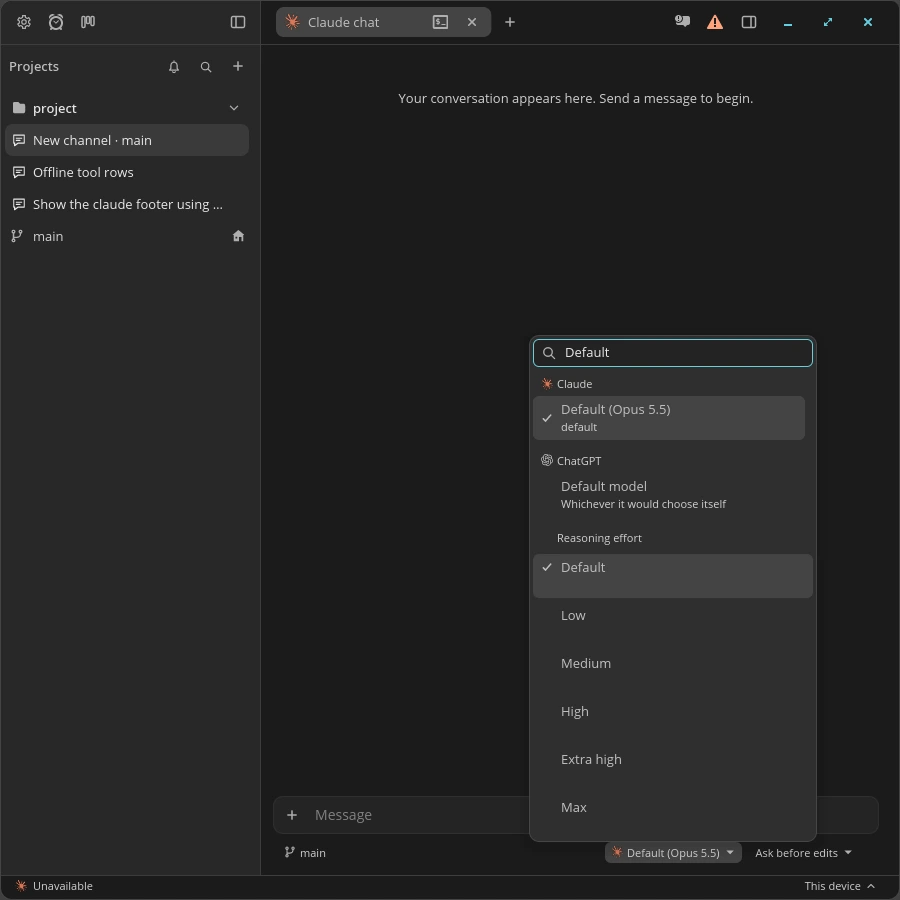 Claude chat
Projects
project
New channel · main
Offline tool rows
Show the claude footer using ...
main
Your conversation appears here. Send a message to begin.
Default
Claude
Default (Opus 5.5)
default
ChatGPT
Default model
Whichever it would choose itself
Reasoning effort
Default
Low
Medium
High
Extra high
Max
Message
main
Default (Opus 5.5)
Ask before edits
Unavailable
This device